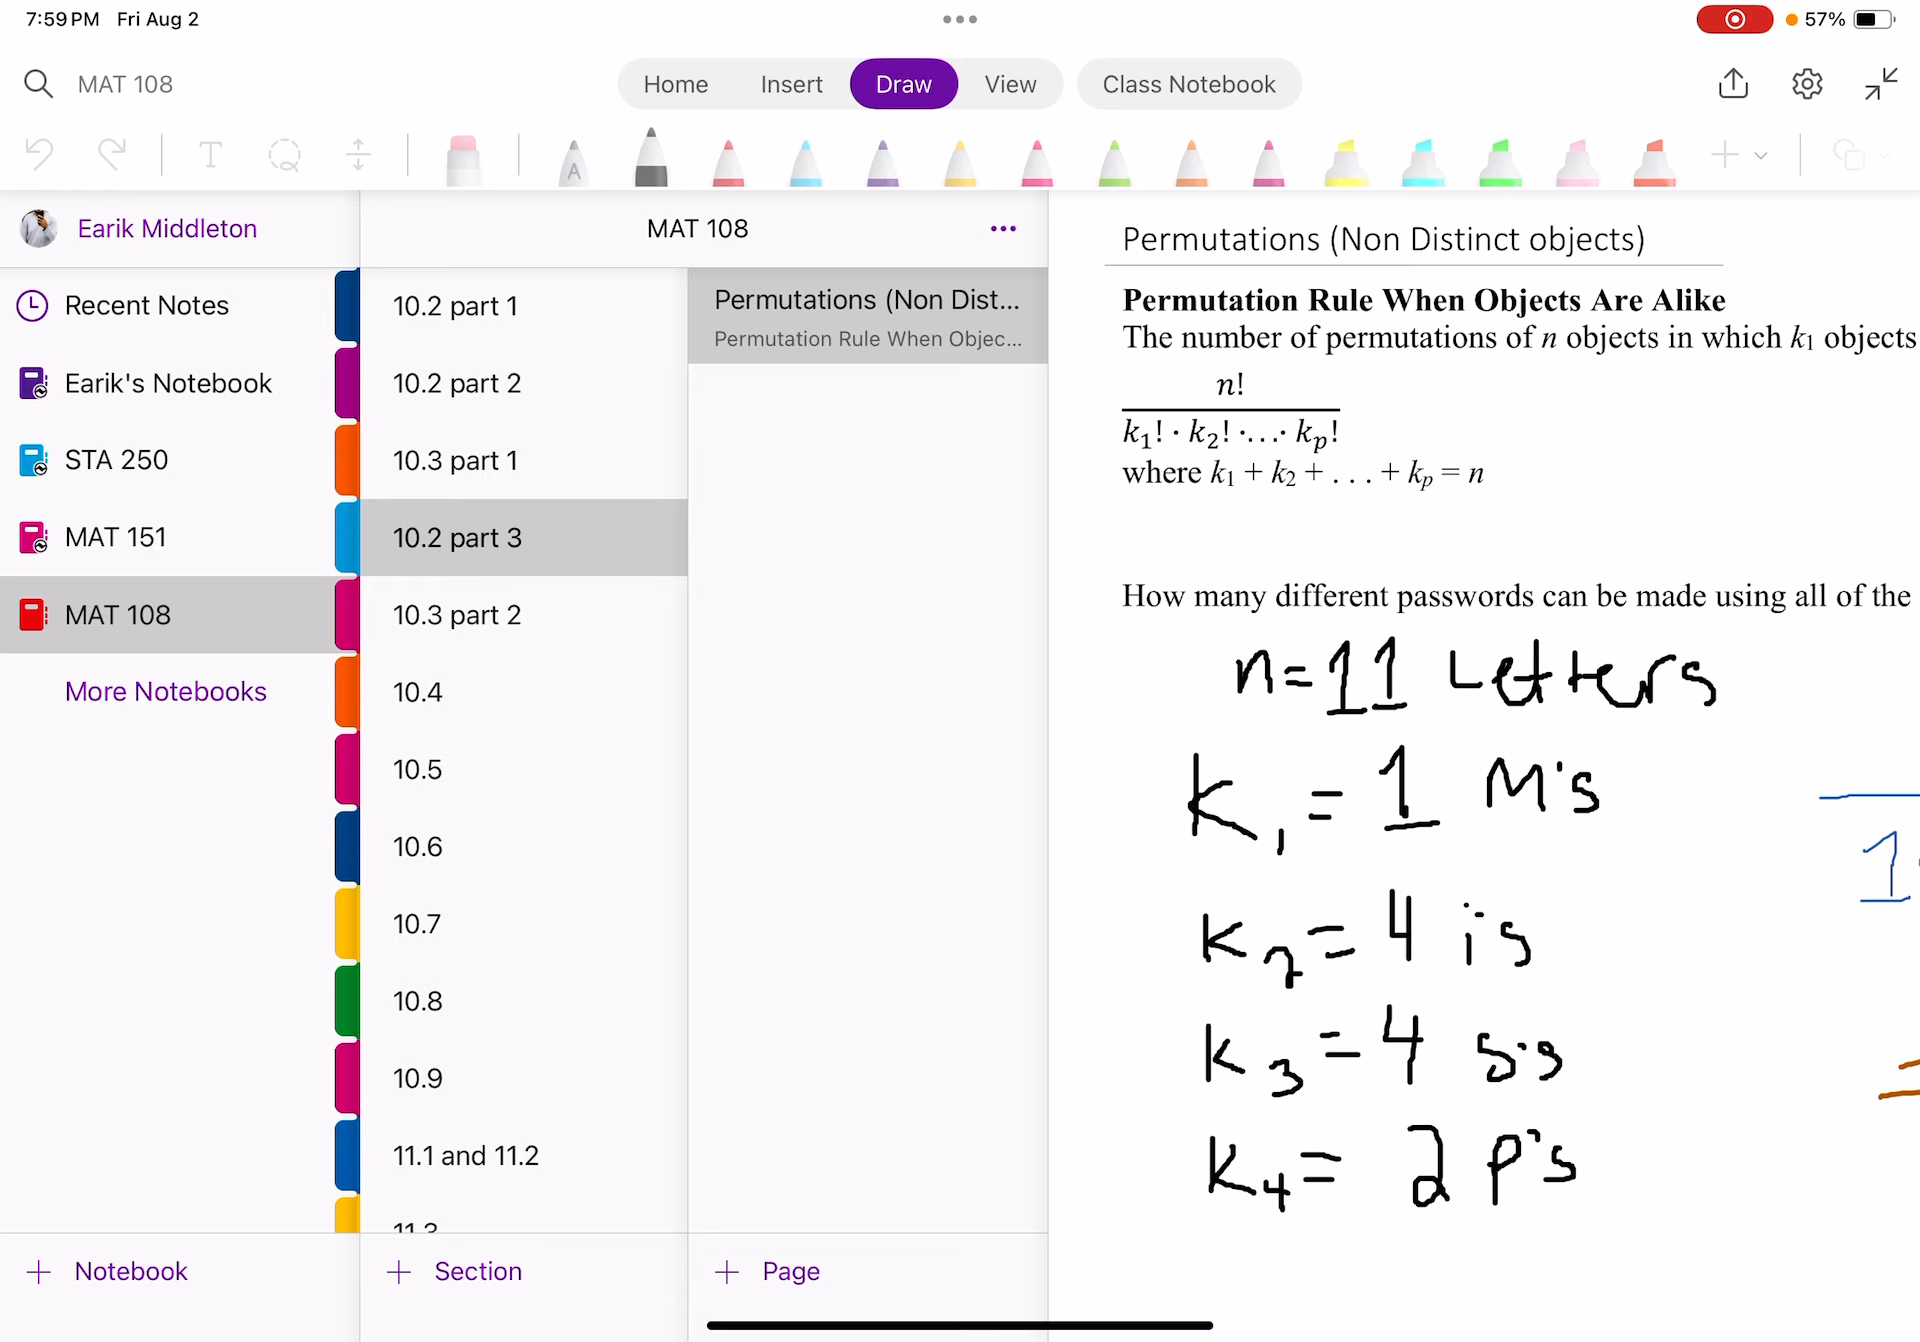 7:59 PM Fri Aug 2
57%
MAT 108
Home Insert Draw View Class Notebook
T
A
Earik Middleton
MAT 108
Recent Notes
Earik's Notebook
STA 250
MAT 151
MAT 108
More Notebooks
10.2 part 1
10.2 part 2
10.3 part 1
10.2 part 3
10.3 part 2
10.4
10.5
10.6
10.7
10.8
10.9
11.1 and 11.2
11.3
Permutations (Non Dist...
Permutation Rule When Objec...
+ Notebook
+ Section
+ Page
Permutations (Non Distinct objects)
Permutation Rule When Objects Are Alike
The number of permutations of n objects in which k₁ objects
n!
k₁! · k₂! ·…· kₚ!
where k₁ + k₂ + . . . + kₚ = n
How many different passwords can be made using all of the
n=11 Letters
K₁ = 1 M's
K₂ = 4 i's
K₃ = 4 s's
K₄ = 2 P's
1
=